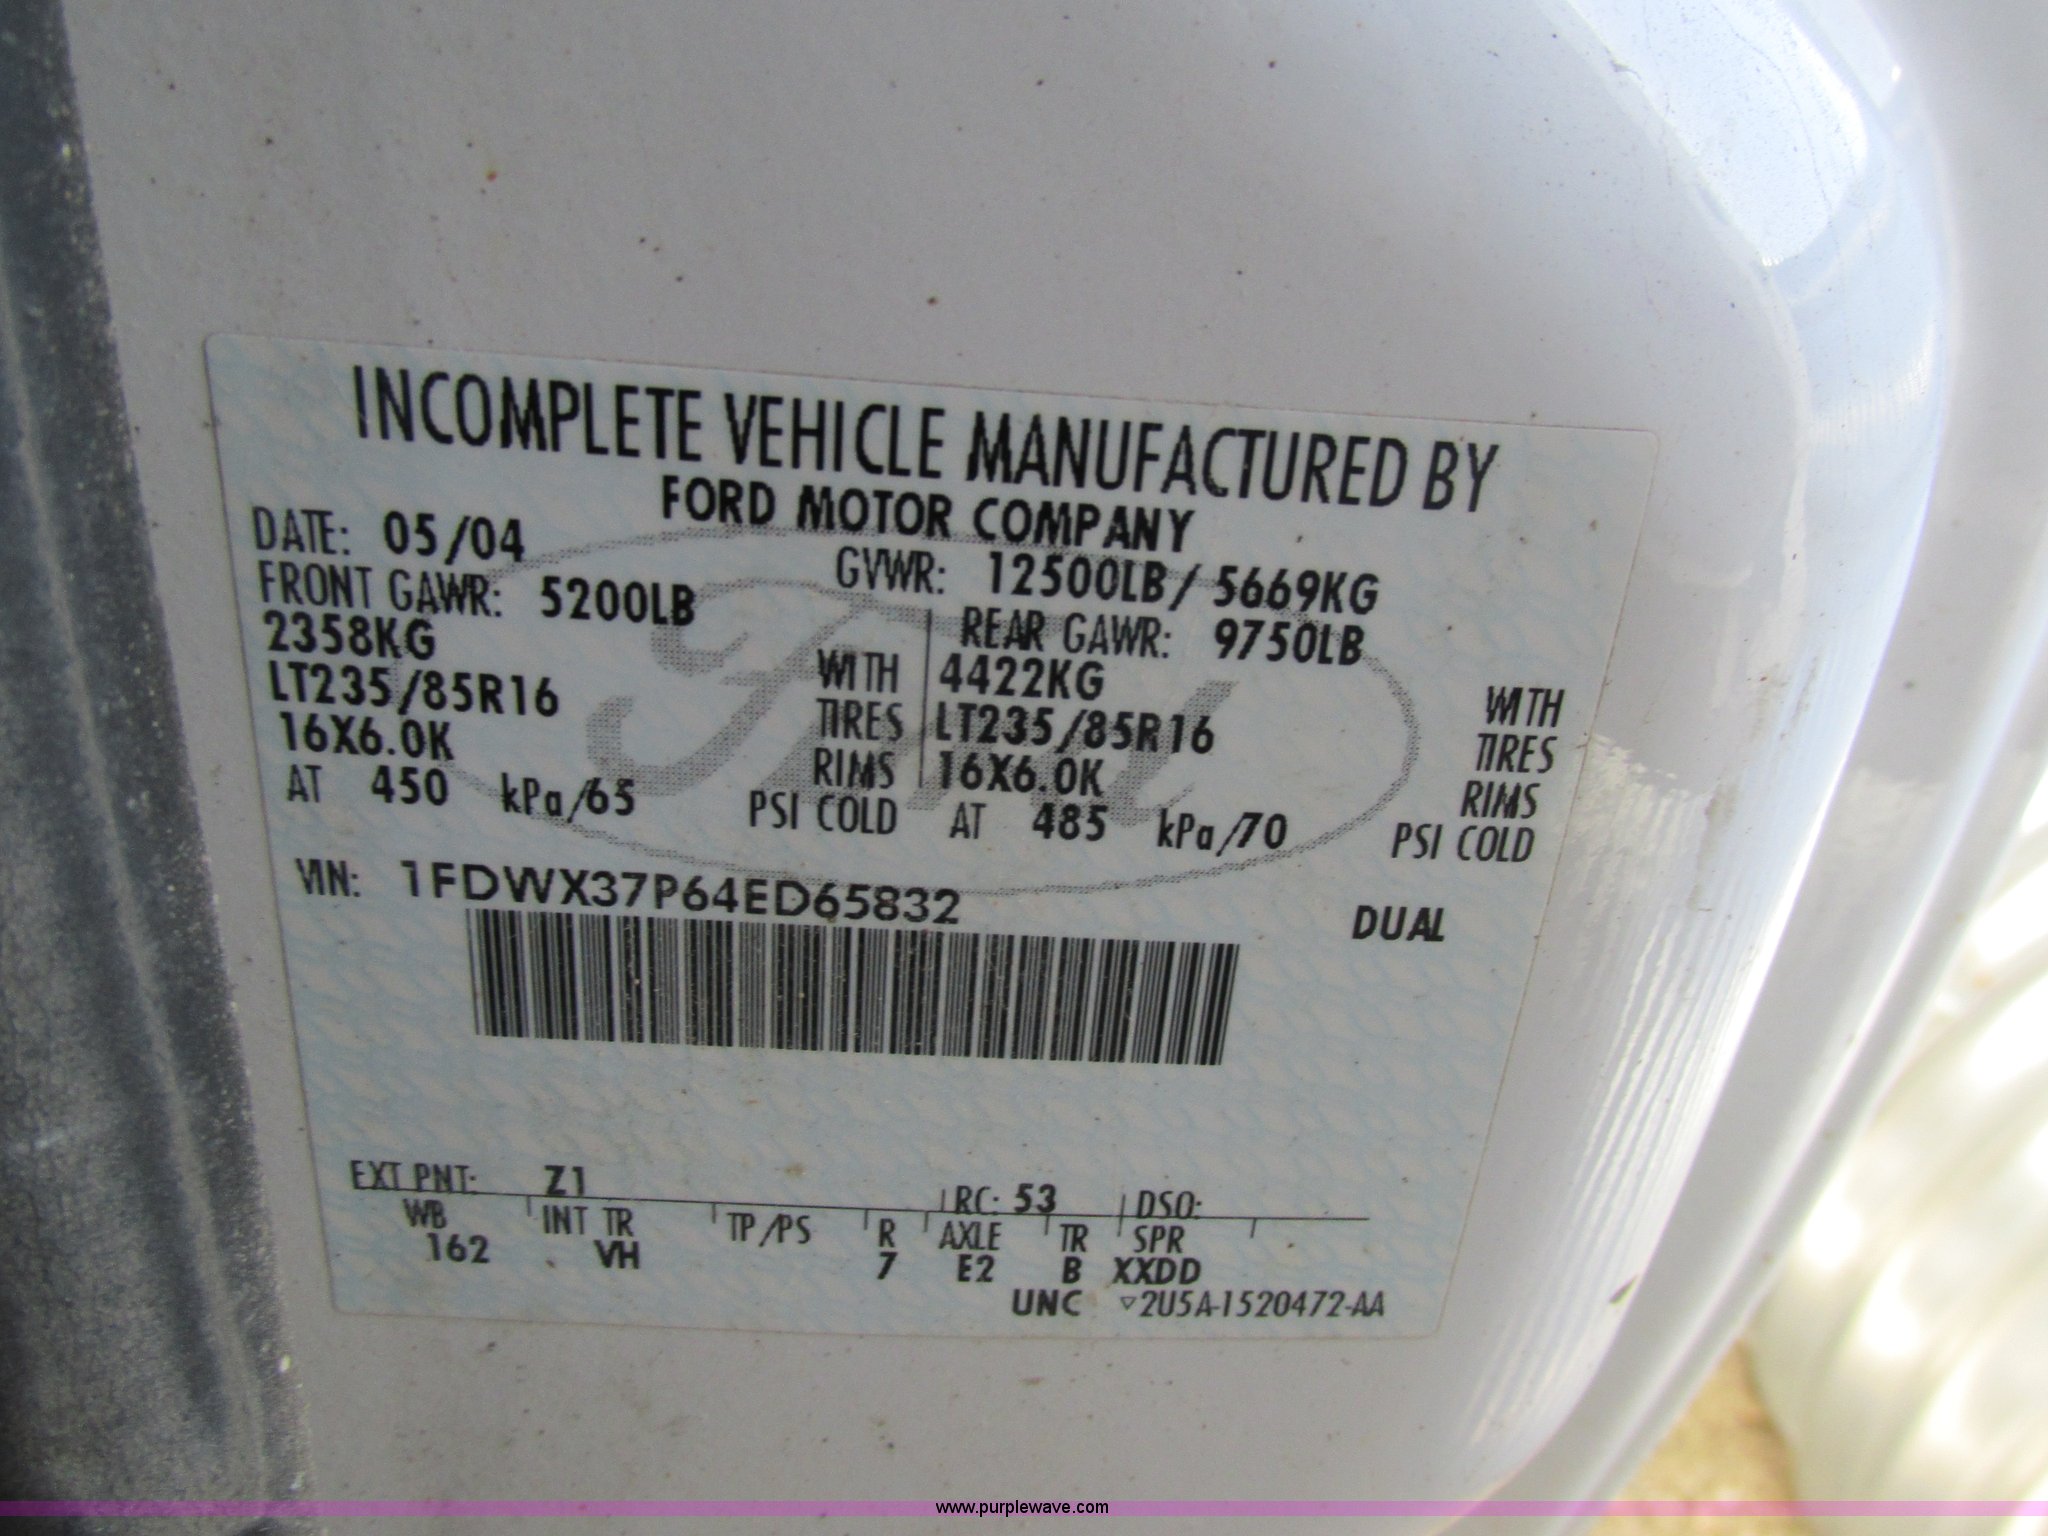 INCOMPLETE VEHICLE MANUFACTURED BY
FORD MOTOR COMPANY
DATE: 05/04 GVWR: 12500LB/ 5669KG
FRONT GAWR: 5200LB REAR GAWR: 9750LB
2358KG WITH 4422KG WITH
LT235/85R16 TIRES LT235/85R16 TIRES
16X6.0K RIMS 16X6.0K RIMS
AT 450 kPa/65 PSI COLD AT 485 kPa/70 PSI COLD
VIN: 1FDWX37P64ED65832 DUAL
EXT PNT: Z1 RC: 53 DSO:
WB INT TR TP/PS R AXLE TR SPR
162 VH 7 E2 B XXDD
UNC ▽2U5A-1520472-AA
www.purplewave.com